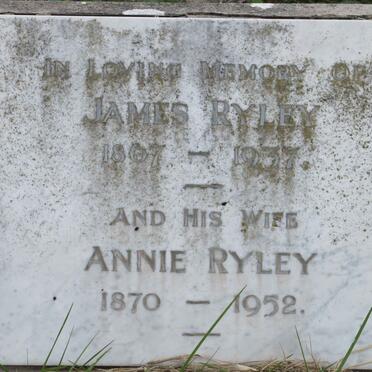 IN LOVING MEMORY OF
JAMES RYLEY
1867 — 1937.
AND HIS WIFE
ANNIE RYLEY
1870 — 1952.